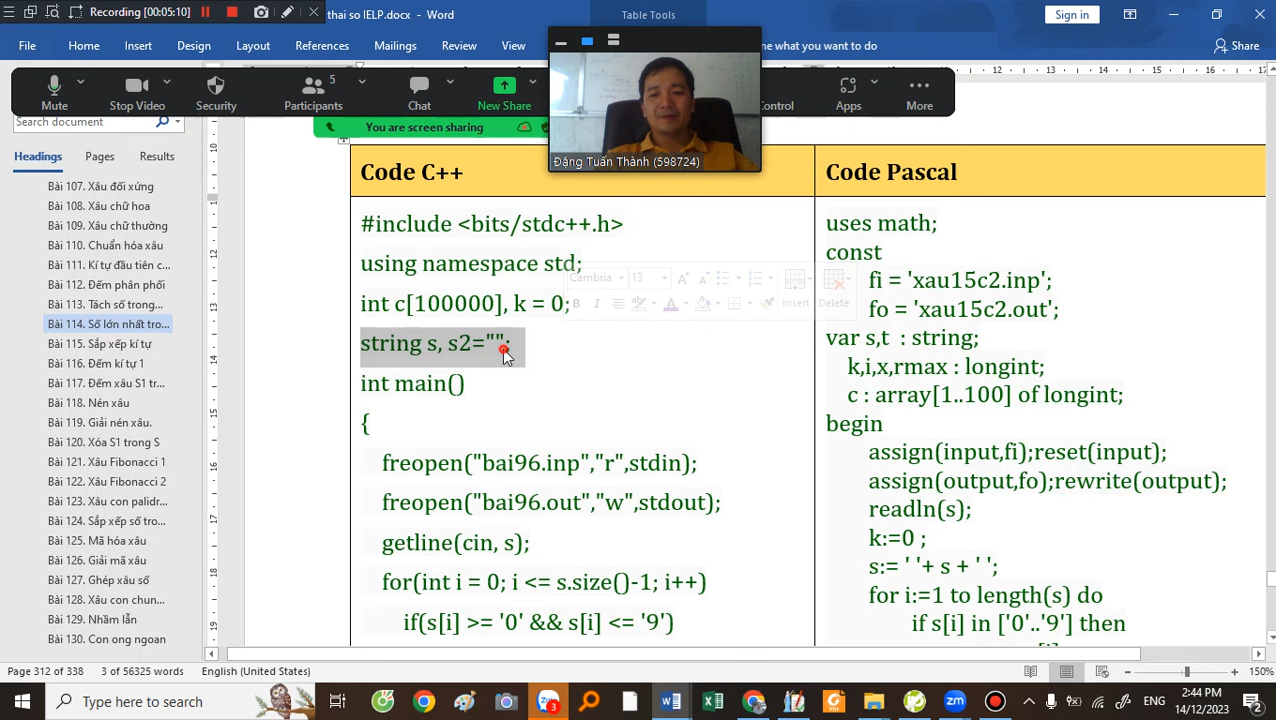 Recording [00:05:10]
thai so IELP.docx - Word
Table Tools
Sign in
File
Home
Insert
Design
Layout
References
Mailings
Review
View
me what you want to do
Share
Mute
Stop Video
Security
Participants
5
Chat
New Share
Control
Apps
More
You are screen sharing
Đặng Tuấn Thành (598724)
Search document
Headings
Pages
Results
Bài 107. Xâu đối xứng
Bài 108. Xâu chữ hoa
Bài 109. Xâu chữ thường
Bài 110. Chuẩn hóa xâu
Bài 111. Kí tự đầu tiên c...
Bài 112. Đếm phân phối
Bài 113. Tách số trong...
Bài 114. Số lớn nhất tro...
Bài 115. Sắp xếp kí tự
Bài 116. Đếm kí tự 1
Bài 117. Đếm xâu S1 tr...
Bài 118. Nén xâu
Bài 119. Giải nén xâu.
Bài 120. Xóa S1 trong S
Bài 121. Xâu Fibonacci 1
Bài 122. Xâu Fibonacci 2
Bài 123. Xâu con palidr...
Bài 124. Sắp xếp số tro...
Bài 125. Mã hóa xâu
Bài 126. Giải mã xâu
Bài 127. Ghép xâu số
Bài 128. Xâu con chun...
Bài 129. Nhầm lẫn
Bài 130. Con ong ngoan
Code C++
#include <bits/stdc++.h>
using namespace std;
int c[100000], k = 0;
string s, s2="";
int main()
{
freopen("bai96.inp","r",stdin);
freopen("bai96.out","w",stdout);
getline(cin, s);
for(int i = 0; i <= s.size()-1; i++)
if(s[i] >= '0' && s[i] <= '9')
Cambria
13
Insert
Delete
Code Pascal
uses math;
const
fi = 'xau15c2.inp';
fo = 'xau15c2.out';
var s,t : string;
k,i,x,rmax : longint;
c : array[1..100] of longint;
begin
assign(input,fi);reset(input);
assign(output,fo);rewrite(output);
readln(s);
k:=0 ;
s:= ' '+ s + ' ';
for i:=1 to length(s) do
if s[i] in ['0'..'9'] then
Page 312 of 338
3 of 56325 words
English (United States)
150%
Type here to search
ENG
2:44 PM
14/12/2023